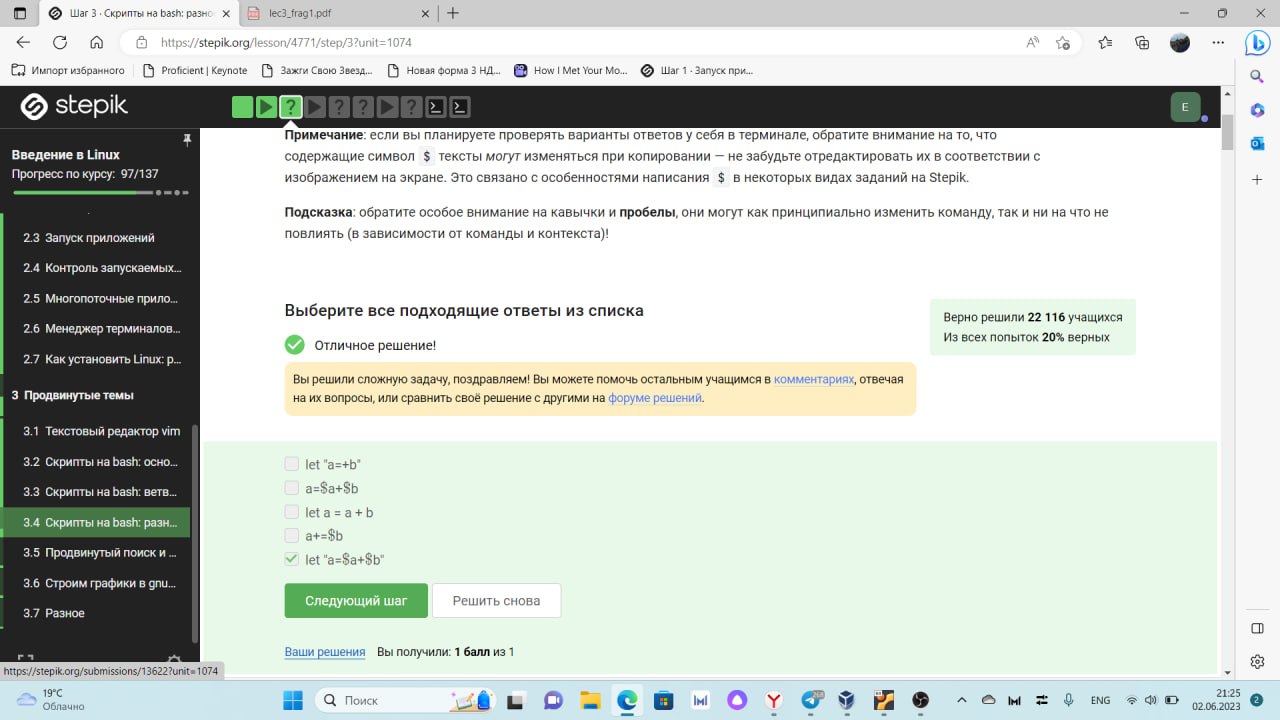 Шаг 3 · Скрипты на bash: разно
lec3_frag1.pdf
https://stepik.org/lesson/4771/step/3?unit=1074
Импорт избранного
Proficient | Keynote
Зажги Свою Звезд...
Новая форма 3 НД...
How I Met Your Mo...
Шаг 1 · Запуск при...
stepik
E
Введение в Linux
Прогресс по курсу: 97/137
2.3 Запуск приложений
2.4 Контроль запускаемых...
2.5 Многопоточные прило...
2.6 Менеджер терминалов...
2.7 Как установить Linux: р...
3 Продвинутые темы
3.1 Текстовый редактор vim
3.2 Скрипты на bash: осно...
3.3 Скрипты на bash: ветв...
3.4 Скрипты на bash: разн...
3.5 Продвинутый поиск и ...
3.6 Строим графики в gnu...
3.7 Разное
Примечание: если вы планируете проверять варианты ответов у себя в терминале, обратите внимание на то, что
содержащие символ $ тексты могут изменяться при копировании — не забудьте отредактировать их в соответствии с
изображением на экране. Это связано с особенностями написания $ в некоторых видах заданий на Stepik.
Подсказка: обратите особое внимание на кавычки и пробелы, они могут как принципиально изменить команду, так и ни на что не
повлиять (в зависимости от команды и контекста)!
Выберите все подходящие ответы из списка
Верно решили 22 116 учащихся
Из всех попыток 20% верных
Отличное решение!
Вы решили сложную задачу, поздравляем! Вы можете помочь остальным учащимся в комментариях, отвечая
на их вопросы, или сравнить своё решение с другими на форуме решений.
let "a=+b"
a=$a+$b
let a = a + b
a+=$b
let "a=$a+$b"
Следующий шаг
Решить снова
Ваши решения Вы получили: 1 балл из 1
https://stepik.org/submissions/13622?unit=1074
19°C
Облачно
Поиск
268
ENG
21:25
02.06.2023
2